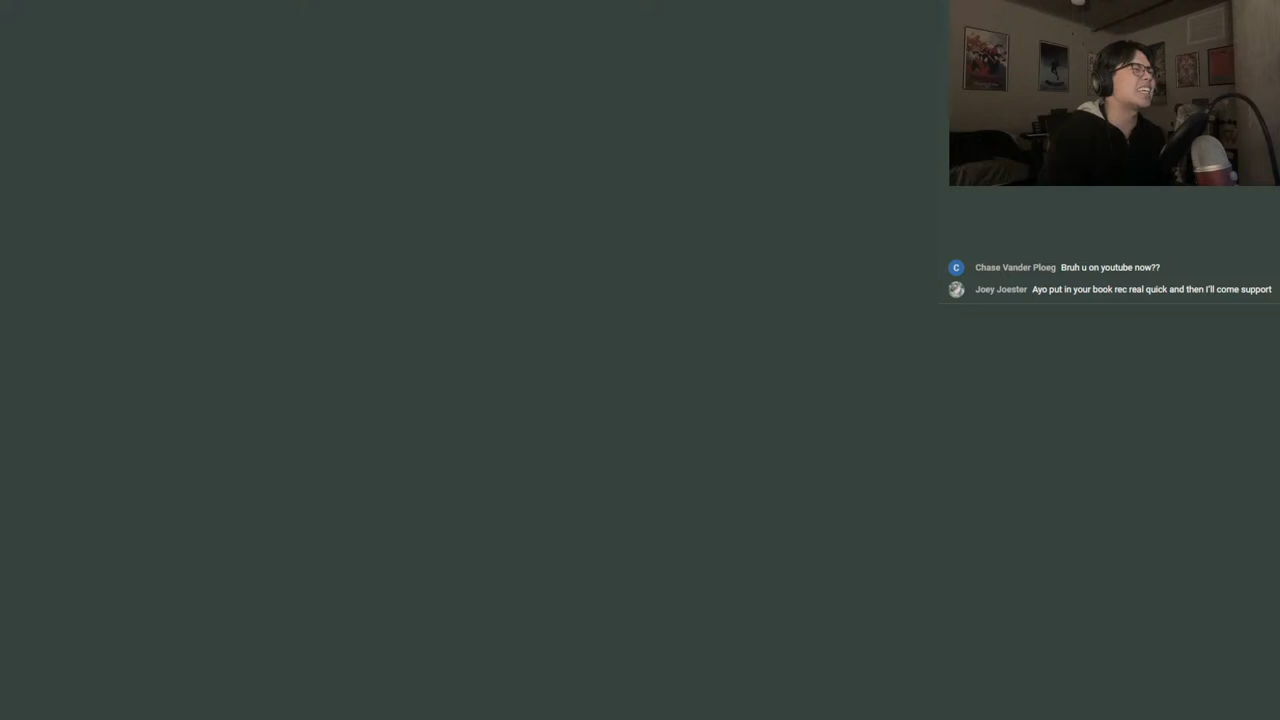 C Chase Vander Ploeg Bruh u on youtube now??
Joey Joester Ayo put in your book rec real quick and then I'll come support